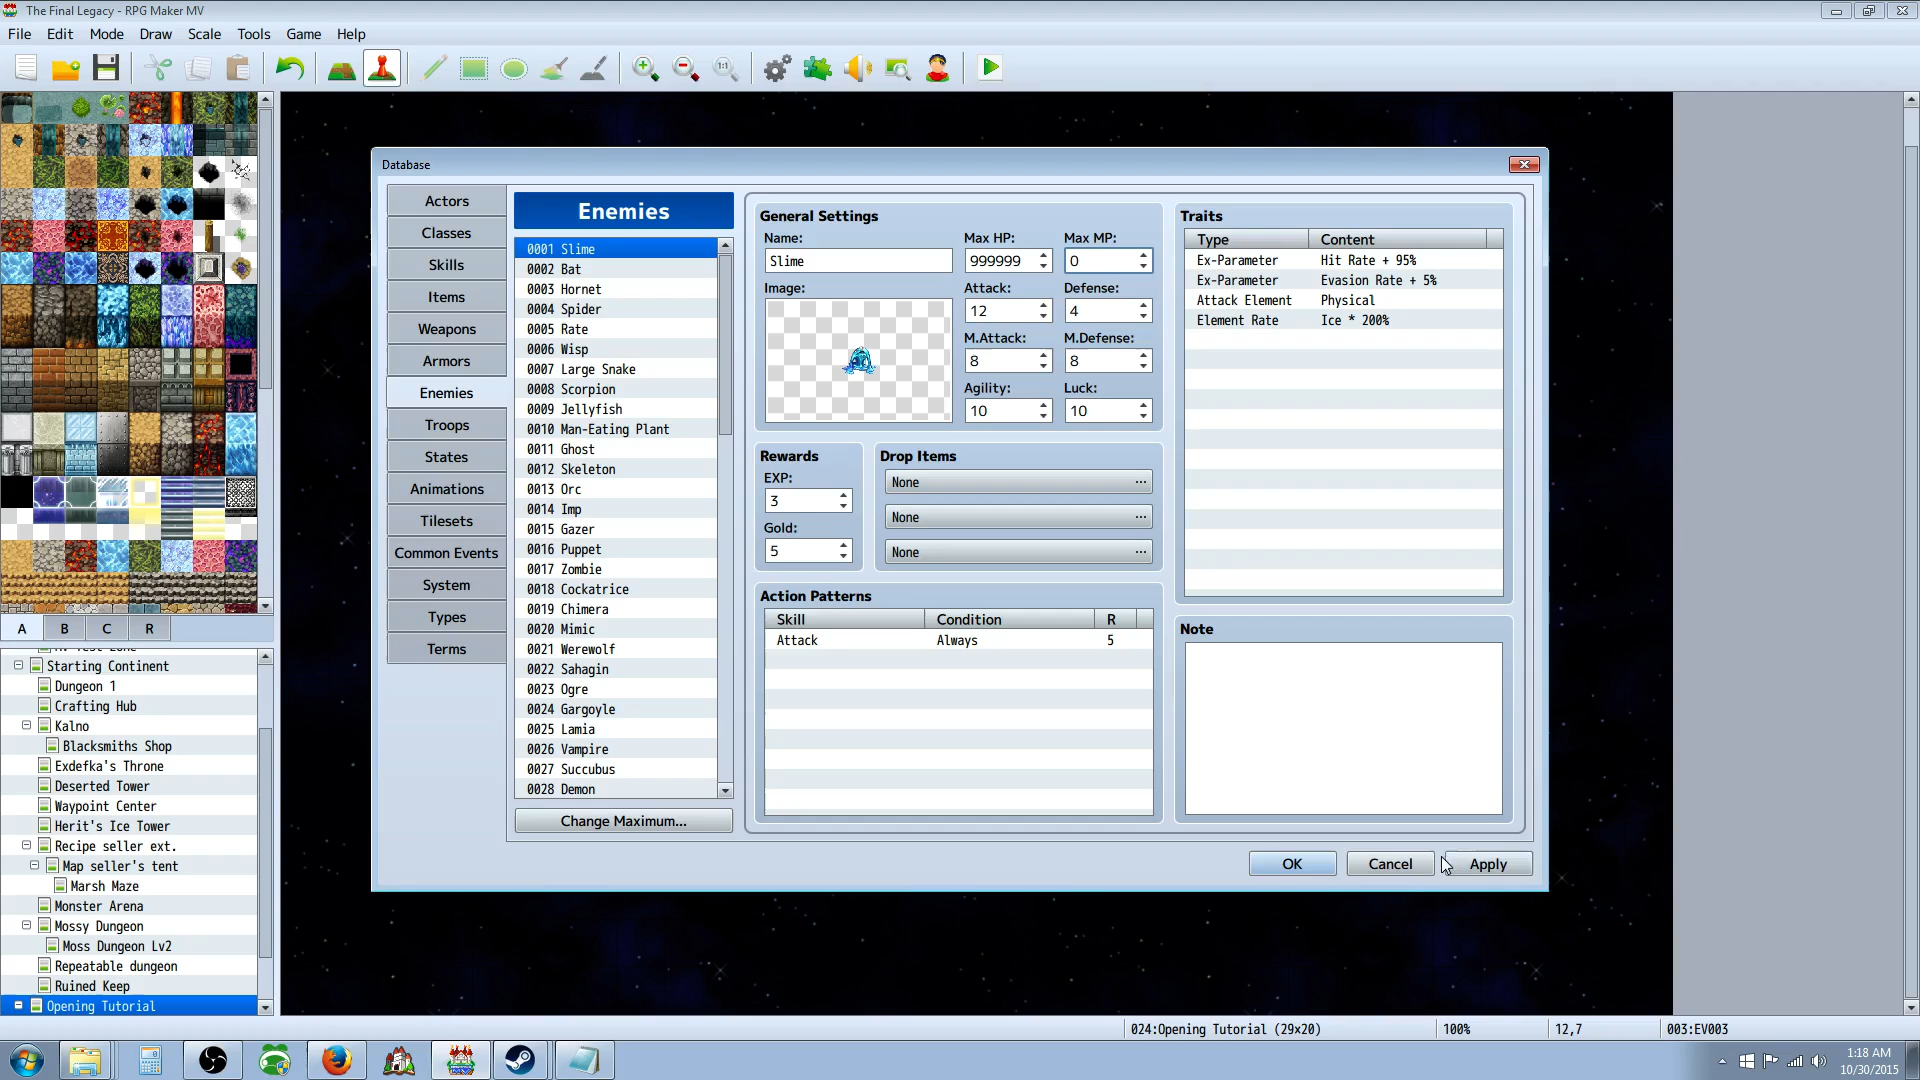 The Final Legacy - RPG Maker MV
File Edit Mode Draw Scale Tools Game Help
1:1
A B C R
Starting Continent
Dungeon 1
Crafting Hub
Kalno
Blacksmiths Shop
Exdefka's Throne
Deserted Tower
Waypoint Center
Herit's Ice Tower
Recipe seller ext.
Map seller's tent
Marsh Maze
Monster Arena
Mossy Dungeon
Moss Dungeon Lv2
Repeatable dungeon
Ruined Keep
Opening Tutorial
Database
Actors
Classes
Skills
Items
Weapons
Armors
Enemies
Troops
States
Animations
Tilesets
Common Events
System
Types
Terms
Enemies
0001 Slime
0002 Bat
0003 Hornet
0004 Spider
0005 Rate
0006 Wisp
0007 Large Snake
0008 Scorpion
0009 Jellyfish
0010 Man-Eating Plant
0011 Ghost
0012 Skeleton
0013 Orc
0014 Imp
0015 Gazer
0016 Puppet
0017 Zombie
0018 Cockatrice
0019 Chimera
0020 Mimic
0021 Werewolf
0022 Sahagin
0023 Ogre
0024 Gargoyle
0025 Lamia
0026 Vampire
0027 Succubus
0028 Demon
Change Maximum...
General Settings
Name: Max HP: Max MP:
Slime 999999 0
Image: Attack: Defense:
12 4
M.Attack: M.Defense:
8 8
Agility: Luck:
10 10
Rewards
EXP:
3
Gold:
5
Drop Items
None ...
None ...
None ...
Action Patterns
Skill Condition R
Attack Always 5
Traits
Type Content
Ex-Parameter Hit Rate + 95%
Ex-Parameter Evasion Rate + 5%
Attack Element Physical
Element Rate Ice * 200%
Note
OK Cancel Apply
024:Opening Tutorial (29x20) 100% 12,7 003:EV003
1:18 AM
10/30/2015